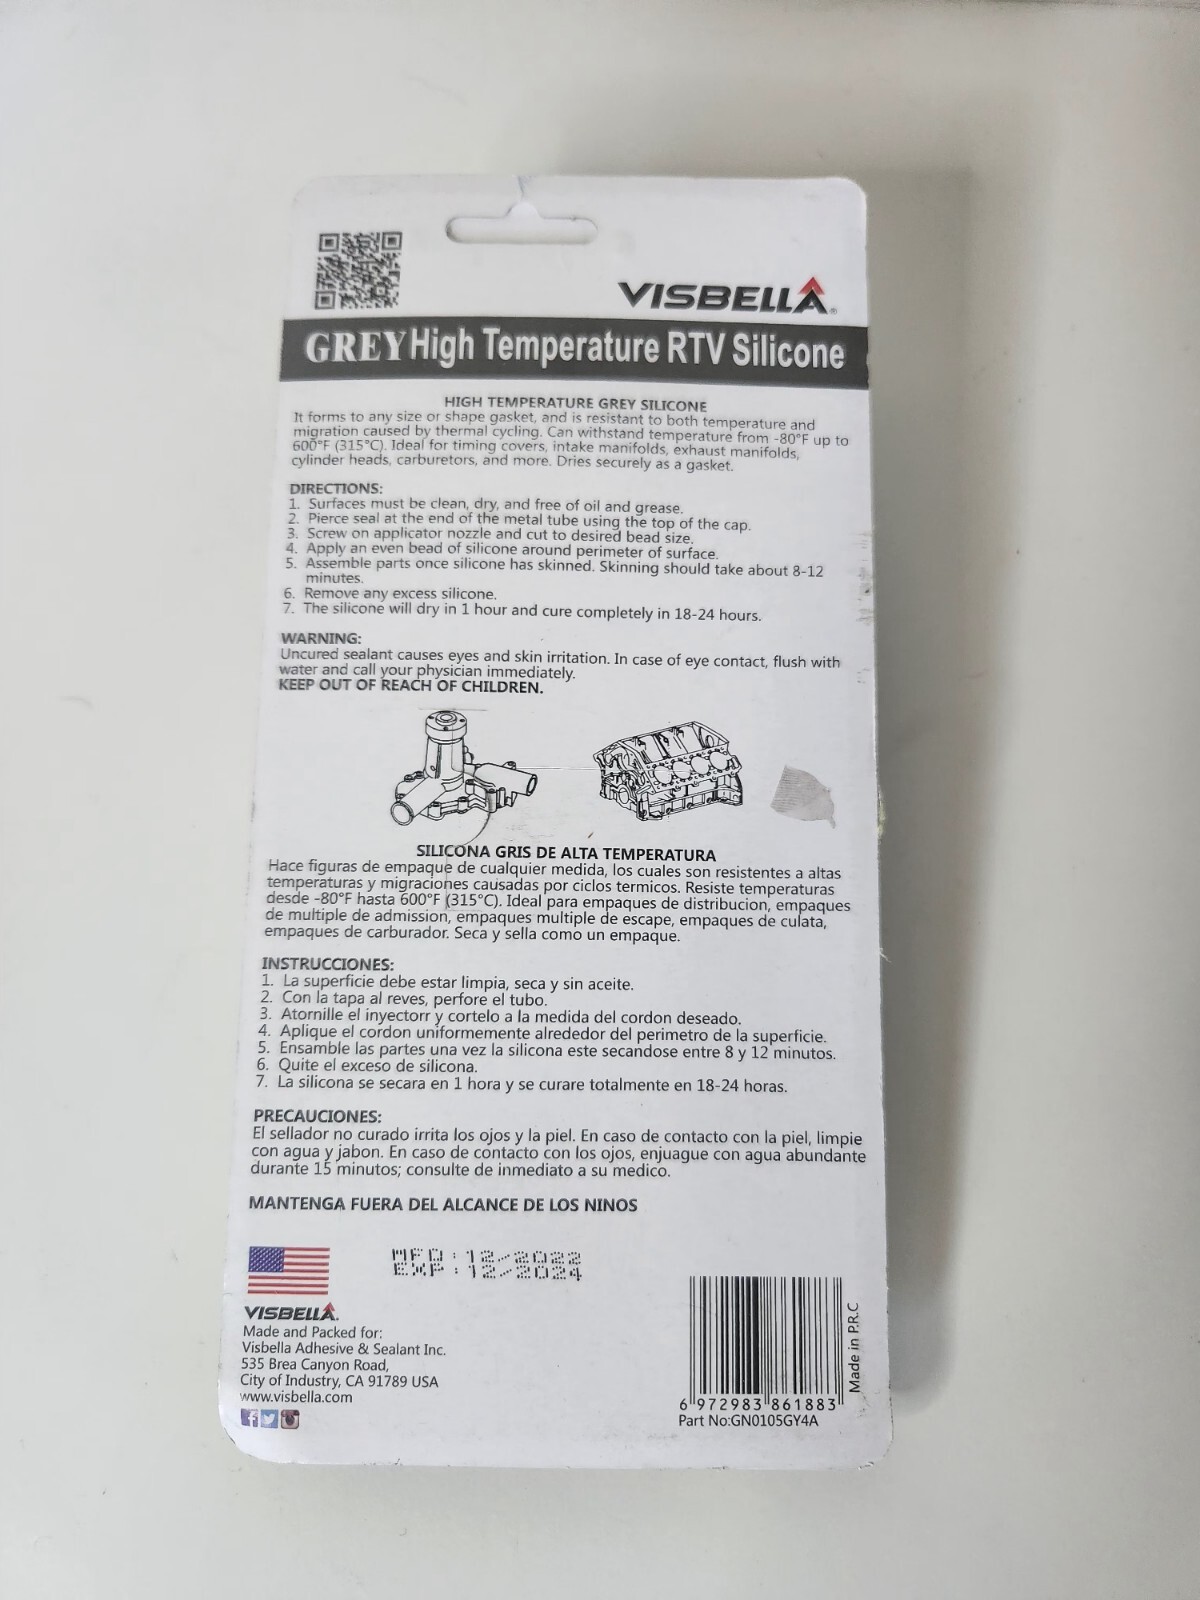 VISBELLA®
GREY High Temperature RTV Silicone
HIGH TEMPERATURE GREY SILICONE
It forms to any size or shape gasket, and is resistant to both temperature and
migration caused by thermal cycling. Can withstand temperature from -80°F up to
600°F (315°C). Ideal for timing covers, intake manifolds, exhaust manifolds,
cylinder heads, carburetors, and more. Dries securely as a gasket.
DIRECTIONS:
1. Surfaces must be clean, dry, and free of oil and grease.
2. Pierce seal at the end of the metal tube using the top of the cap.
3. Screw on applicator nozzle and cut to desired bead size.
4. Apply an even bead of silicone around perimeter of surface.
5. Assemble parts once silicone has skinned. Skinning should take about 8-12
minutes.
6. Remove any excess silicone.
7. The silicone will dry in 1 hour and cure completely in 18-24 hours.
WARNING:
Uncured sealant causes eyes and skin irritation. In case of eye contact, flush with
water and call your physician immediately.
KEEP OUT OF REACH OF CHILDREN.
SILICONA GRIS DE ALTA TEMPERATURA
Hace figuras de empaque de cualquier medida, los cuales son resistentes a altas
temperaturas y migraciones causadas por ciclos termicos. Resiste temperaturas
desde -80°F hasta 600°F (315°C). Ideal para empaques de distribucion, empaques
de multiple de admission, empaques multiple de escape, empaques de culata,
empaques de carburador. Seca y sella como un empaque.
INSTRUCCIONES:
1. La superficie debe estar limpia, seca y sin aceite.
2. Con la tapa al reves, perfore el tubo.
3. Atornille el inyectorr y cortelo a la medida del cordon deseado.
4. Aplique el cordon uniformemente alrededor del perimetro de la superficie.
5. Ensamble las partes una vez la silicona este secandose entre 8 y 12 minutos.
6. Quite el exceso de silicona.
7. La silicona se secara en 1 hora y se curare totalmente en 18-24 horas.
PRECAUCIONES:
El sellador no curado irrita los ojos y la piel. En caso de contacto con la piel, limpie
con agua y jabon. En caso de contacto con los ojos, enjuague con agua abundante
durante 15 minutos; consulte de inmediato a su medico.
MANTENGA FUERA DEL ALCANCE DE LOS NINOS
MFD:12/2022
EXP:12/2024
VISBELLA.
Made and Packed for:
Visbella Adhesive & Sealant Inc.
535 Brea Canyon Road,
City of Industry, CA 91789 USA
www.visbella.com
Made in P.R.C
6 972983 861883
Part No:GN0105GY4A